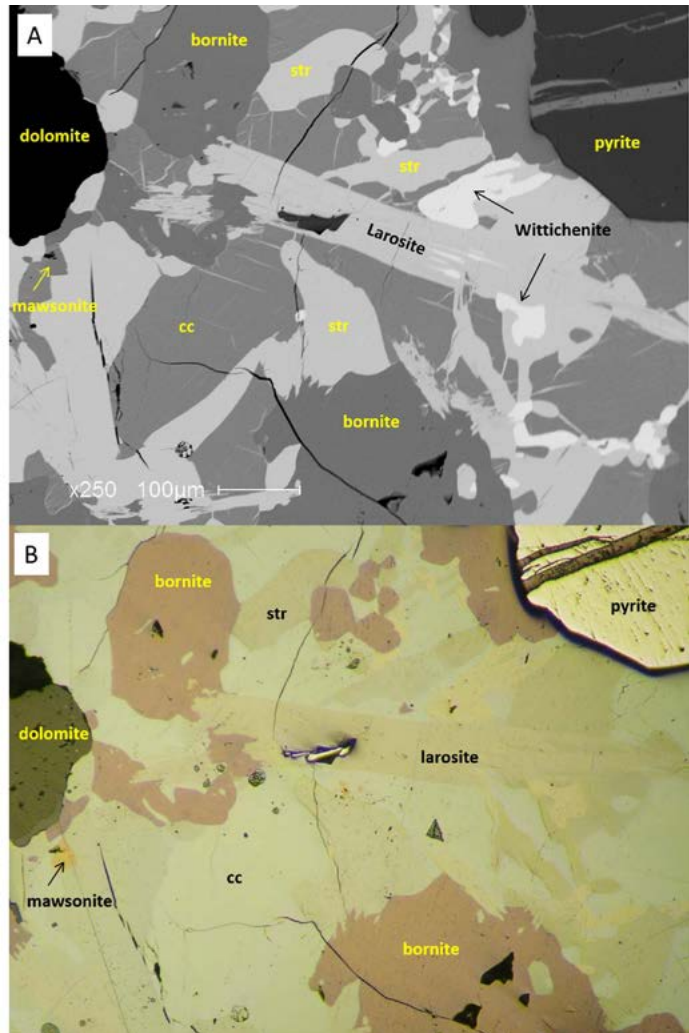 A
bornite
str
dolomite
pyrite
str
Wittichenite
Larosite
mawsonite
cc
str
bornite
x250 100µm
B
bornite
str
pyrite
dolomite
larosite
cc
mawsonite
bornite